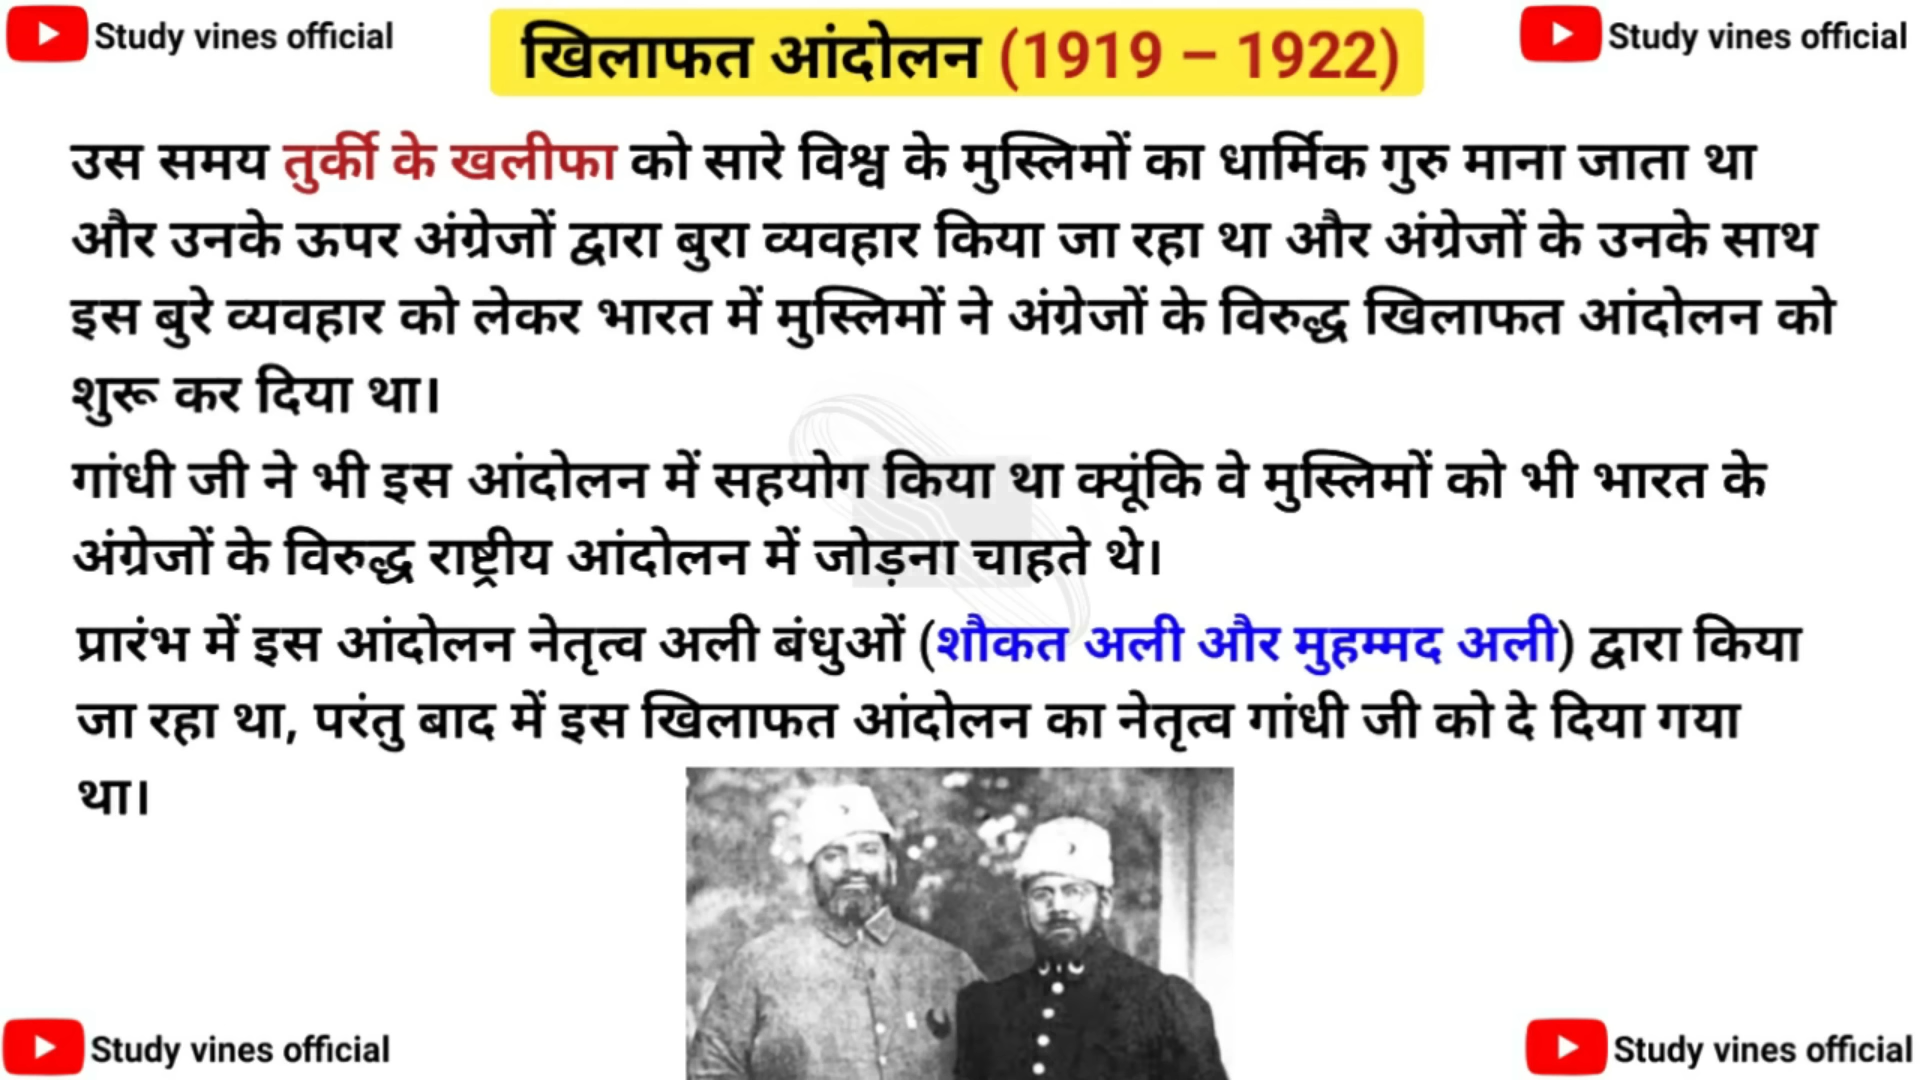 Study vines official
खिलाफत आंदोलन (1919 – 1922)
Study vines official
उस समय तुर्की के खलीफा को सारे विश्व के मुस्लिमों का धार्मिक गुरु माना जाता था
और उनके ऊपर अंग्रेजों द्वारा बुरा व्यवहार किया जा रहा था और अंग्रेजों के उनके साथ
इस बुरे व्यवहार को लेकर भारत में मुस्लिमों ने अंग्रेजों के विरुद्ध खिलाफत आंदोलन को
शुरू कर दिया था।
गांधी जी ने भी इस आंदोलन में सहयोग किया था क्यूंकि वे मुस्लिमों को भी भारत के
अंग्रेजों के विरुद्ध राष्ट्रीय आंदोलन में जोड़ना चाहते थे।
प्रारंभ में इस आंदोलन नेतृत्व अली बंधुओं (शौकत अली और मुहम्मद अली) द्वारा किया
जा रहा था, परंतु बाद में इस खिलाफत आंदोलन का नेतृत्व गांधी जी को दे दिया गया
था।
Study vines official
Study vines official